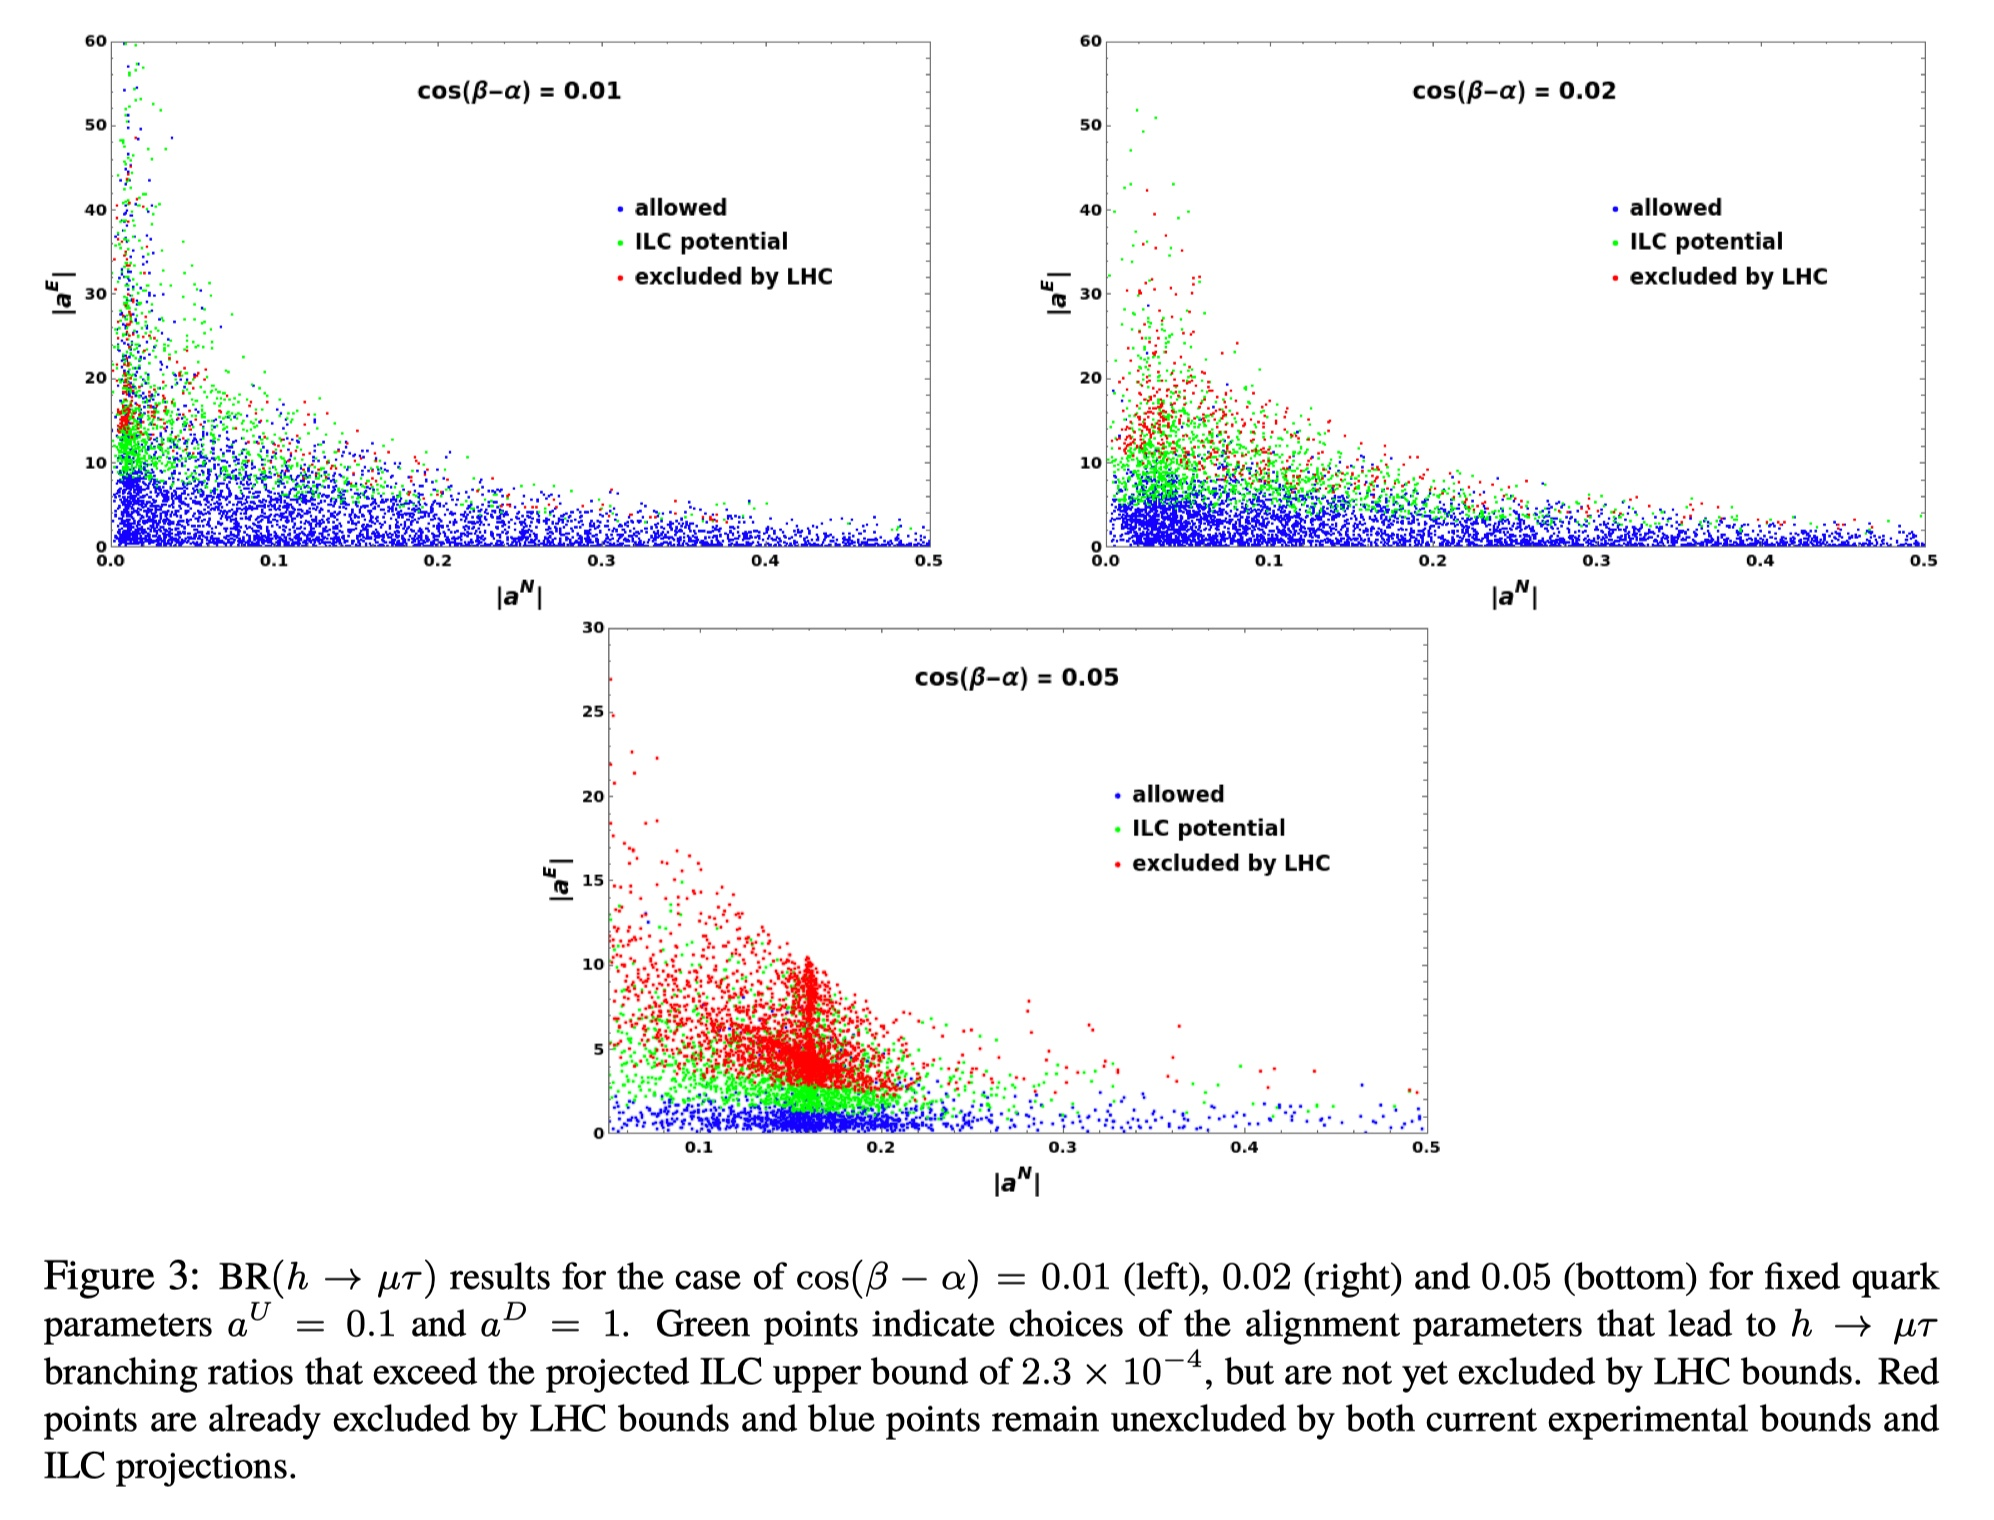 60
50
40
30
20
10
0
|a^E|
cos(β−α) = 0.01
allowed
ILC potential
excluded by LHC
0.0 0.1 0.2 0.3 0.4 0.5
|a^N|
60
50
40
30
20
10
0
|a^E|
cos(β−α) = 0.02
allowed
ILC potential
excluded by LHC
0.0 0.1 0.2 0.3 0.4 0.5
|a^N|
30
25
20
15
10
5
0
|a^E|
cos(β−α) = 0.05
allowed
ILC potential
excluded by LHC
0.1 0.2 0.3 0.4 0.5
|a^N|
Figure 3: BR(h → μτ) results for the case of cos(β − α) = 0.01 (left), 0.02 (right) and 0.05 (bottom) for fixed quark
parameters a^U = 0.1 and a^D = 1. Green points indicate choices of the alignment parameters that lead to h → μτ
branching ratios that exceed the projected ILC upper bound of 2.3 × 10^−4, but are not yet excluded by LHC bounds. Red
points are already excluded by LHC bounds and blue points remain unexcluded by both current experimental bounds and
ILC projections.